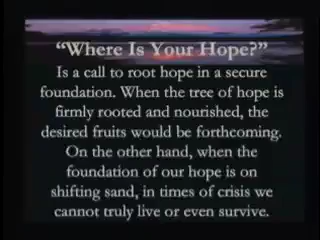 “Where Is Your Hope?”
Is a call to root hope in a secure
foundation. When the tree of hope is
firmly rooted and nourished, the
desired fruits would be forthcoming.
On the other hand, when the
foundation of our hope is on
shifting sand, in times of crisis we
cannot truly live or even survive.